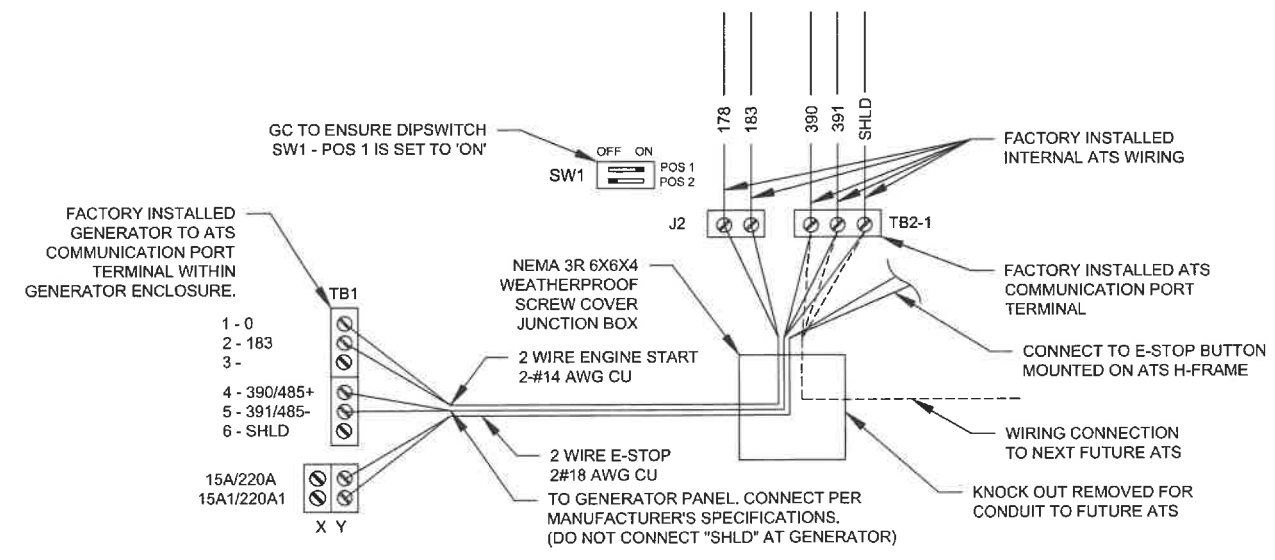 178
183
390
391
SHLD
GC TO ENSURE DIPSWITCH
SW1 - POS 1 IS SET TO 'ON'
OFF ON
SW1
POS 1
POS 2
FACTORY INSTALLED
INTERNAL ATS WIRING
J2
TB2-1
FACTORY INSTALLED
GENERATOR TO ATS
COMMUNICATION PORT
TERMINAL WITHIN
GENERATOR ENCLOSURE.
TB1
NEMA 3R 6X6X4
WEATHERPROOF
SCREW COVER
JUNCTION BOX
FACTORY INSTALLED ATS
COMMUNICATION PORT
TERMINAL
1 - 0
2 - 183
3 -
4 - 390/485+
5 - 391/485-
6 - SHLD
2 WIRE ENGINE START
2-#14 AWG CU
CONNECT TO E-STOP BUTTON
MOUNTED ON ATS H-FRAME
WIRING CONNECTION
TO NEXT FUTURE ATS
2 WIRE E-STOP
2#18 AWG CU
15A/220A
15A1/220A1
X Y
TO GENERATOR PANEL. CONNECT PER
MANUFACTURER'S SPECIFICATIONS.
(DO NOT CONNECT "SHLD" AT GENERATOR)
KNOCK OUT REMOVED FOR
CONDUIT TO FUTURE ATS